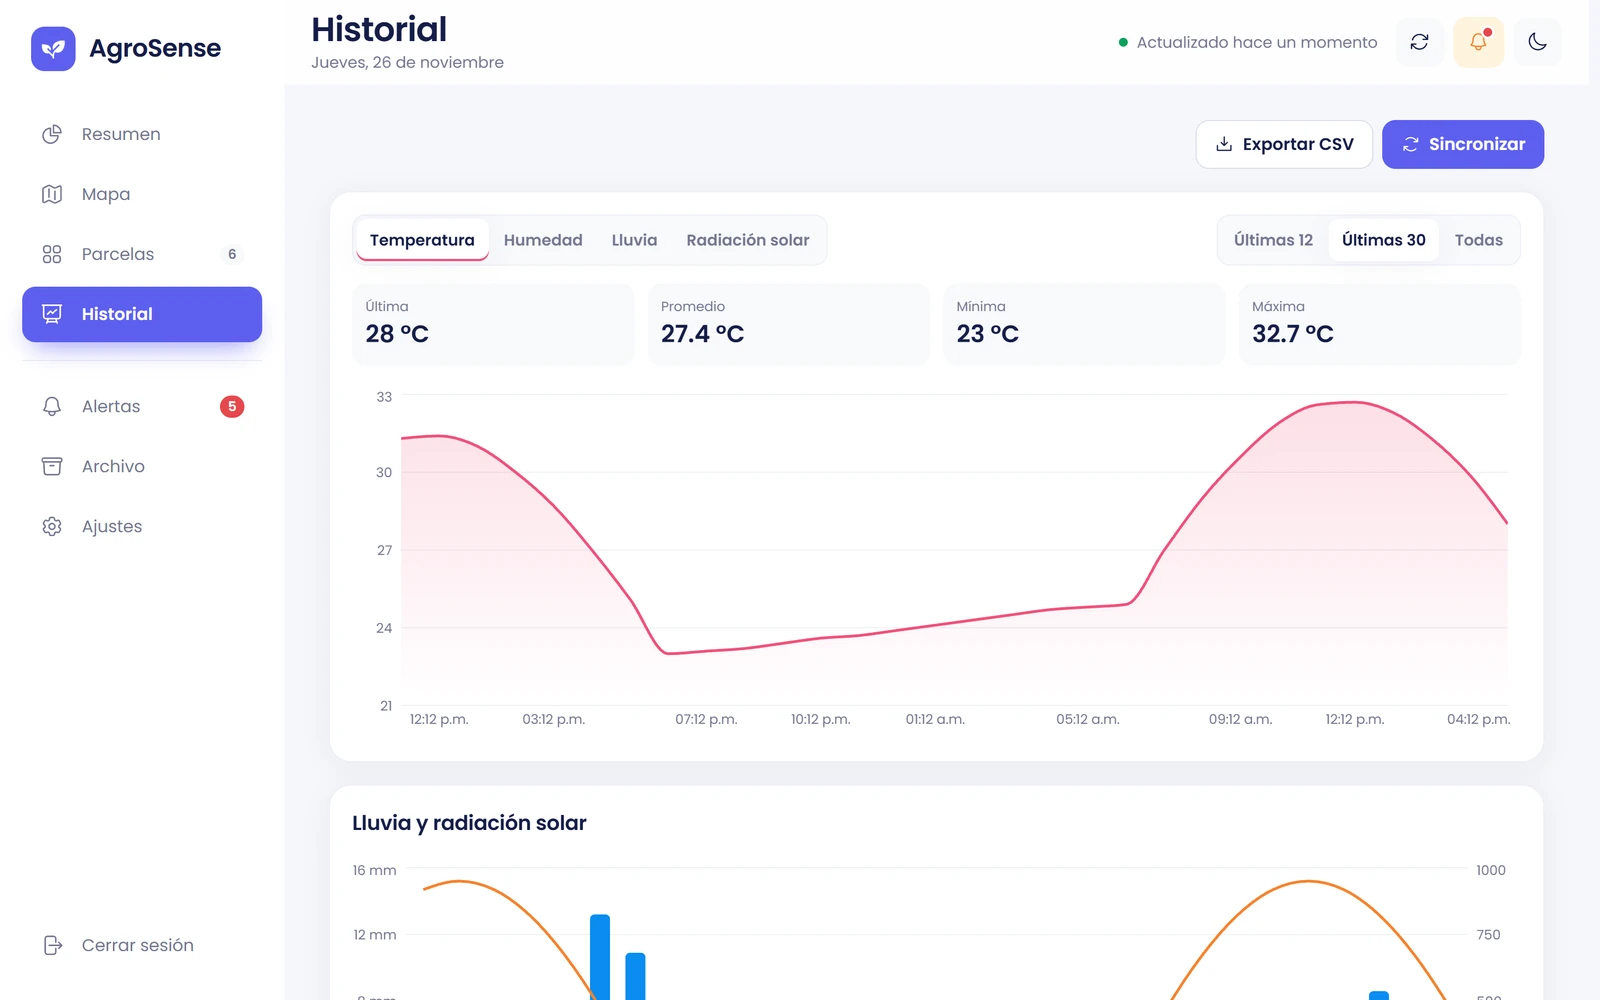 AgroSense
Resumen
Mapa
Parcelas 6
Historial
Alertas 5
Archivo
Ajustes
Cerrar sesión
Historial
Jueves, 26 de noviembre
Actualizado hace un momento
Exportar CSV
Sincronizar
Temperatura Humedad Lluvia Radiación solar
Últimas 12 Últimas 30 Todas
Última
28 °C
Promedio
27.4 °C
Mínima
23 °C
Máxima
32.7 °C
33
30
27
24
21
12:12 p.m. 03:12 p.m. 07:12 p.m. 10:12 p.m. 01:12 a.m. 05:12 a.m. 09:12 a.m. 12:12 p.m. 04:12 p.m.
Lluvia y radiación solar
16 mm 1000
12 mm 750